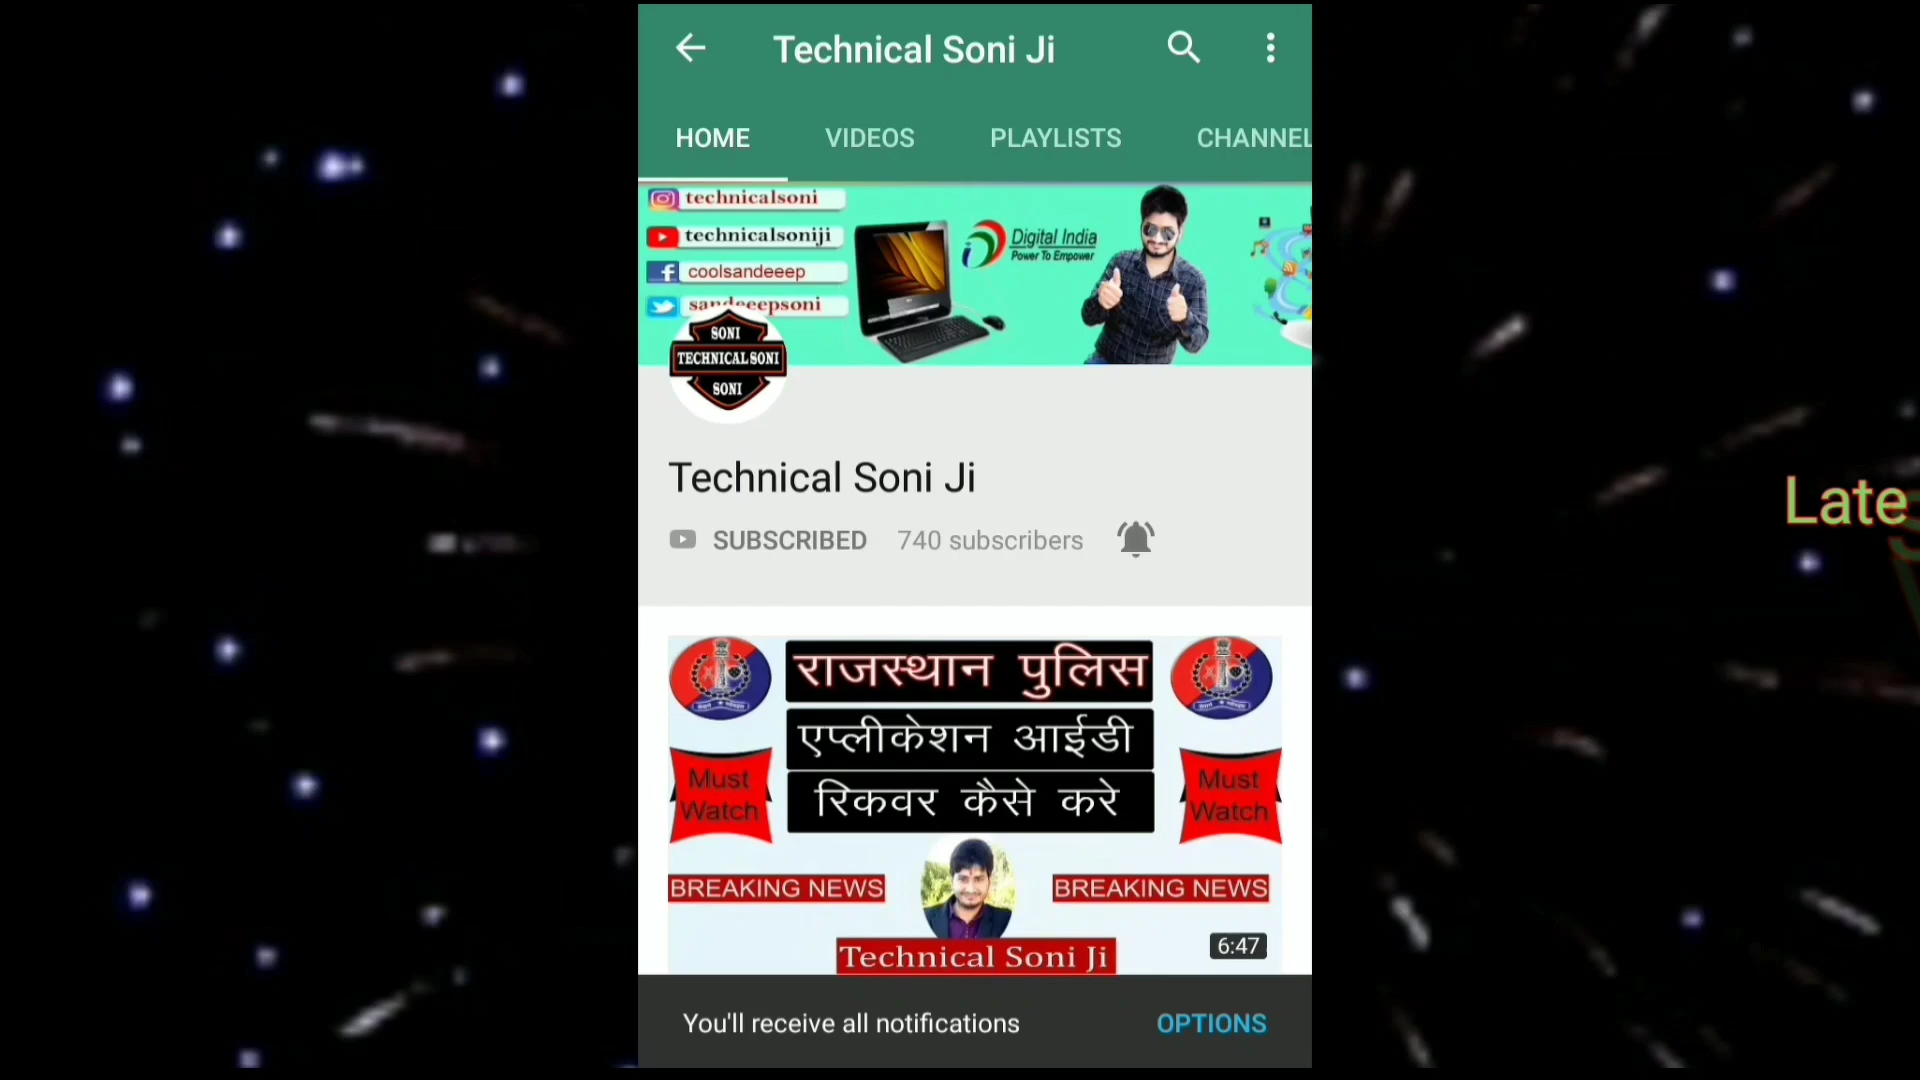 Technical Soni Ji
HOME VIDEOS PLAYLISTS CHANNEL
technicalsoni
technicalsoniji
coolsandeeep
sandeeepsoni
Digital India
Power To Empower
SONI
TECHNICAL SONI
SONI
Technical Soni Ji
SUBSCRIBED 740 subscribers
राजस्थान पुलिस
एप्लीकेशन आईडी
रिकवर कैसे करे
Must Watch
Must Watch
BREAKING NEWS
BREAKING NEWS
Technical Soni Ji
6:47
You'll receive all notifications OPTIONS
Late